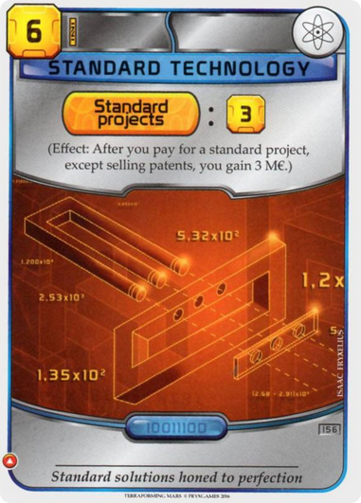 6
STANDARD TECHNOLOGY
Standard
projects
:
3
(Effect: After you pay for a standard project,
except selling patents, you gain 3 M€.)
5,32x10²
1,2x
2,53x10³
1,35x10²
ISAAC FRYXELIUS
10011100
156
Standard solutions honed to perfection
TERRAFORMING MARS © FRYXGAMES 2016